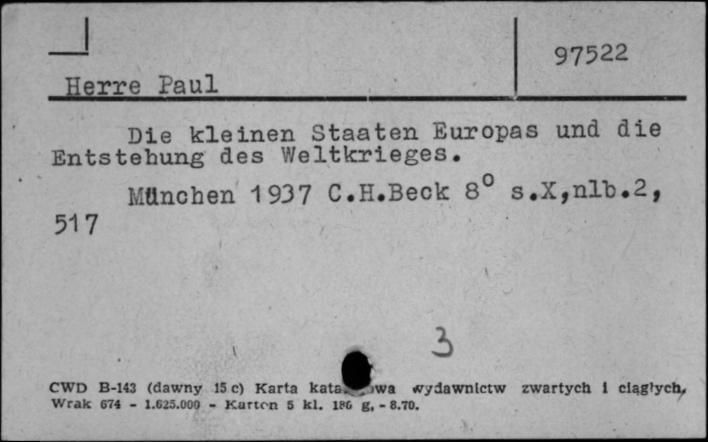 97522
Herre Paul
Die kleinen Staaten Europas und die
Entstehung des Weltkrieges.
München 1937 C.H.Beck 8° s.X,nlb.2,
517
3
CWD B-143 (dawny 15 c) Karta wydawnictw zwartych i ciągłych,
Wrak 674 - 1.625.000 - Karton 5 kl. 180 g, - 8.70.